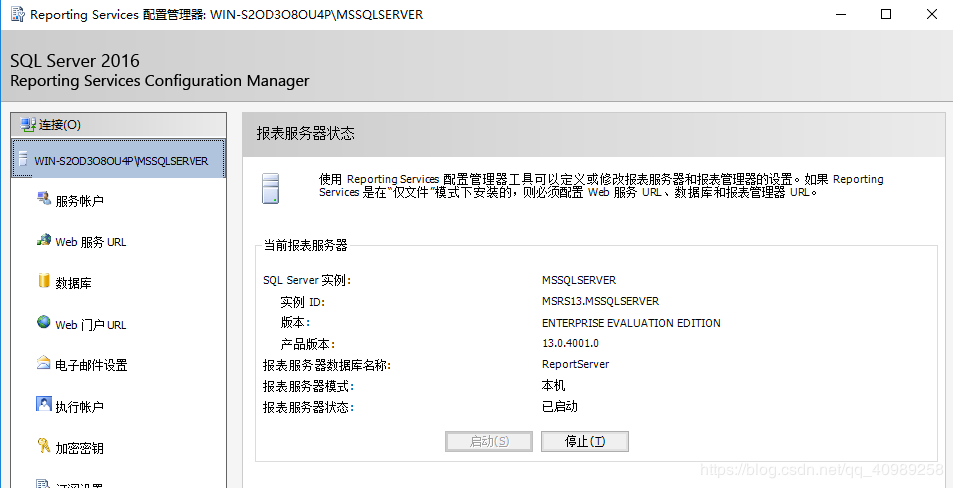 Reporting Services 配置管理器: WIN-S2OD3O8OU4P\MSSQLSERVER
SQL Server 2016
Reporting Services Configuration Manager
连接(O)
WIN-S2OD3O8OU4P\MSSQLSERVER
服务帐户
Web 服务 URL
数据库
Web 门户 URL
电子邮件设置
执行帐户
加密密钥
订阅设置
报表服务器状态
使用 Reporting Services 配置管理器工具可以定义或修改报表服务器和报表管理器的设置。如果 Reporting
Services 是在“仅文件”模式下安装的，则必须配置 Web 服务 URL、数据库和报表管理器 URL。
当前报表服务器
SQL Server 实例: MSSQLSERVER
实例 ID: MSRS13.MSSQLSERVER
版本: ENTERPRISE EVALUATION EDITION
产品版本: 13.0.4001.0
报表服务器数据库名称: ReportServer
报表服务器模式: 本机
报表服务器状态: 已启动
启动(S) 停止(T)
https://blog.csdn.net/qq_40989258